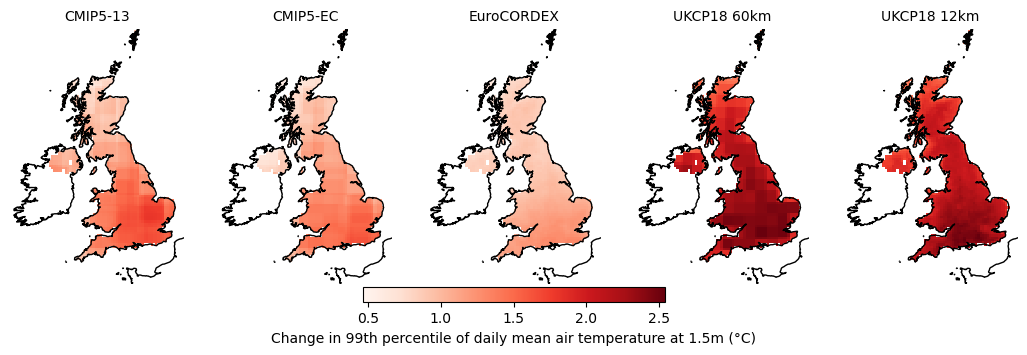 CMIP5-13 CMIP5-EC EuroCORDEX UKCP18 60km UKCP18 12km
0.5 1.0 1.5 2.0 2.5
Change in 99th percentile of daily mean air temperature at 1.5m (°C)